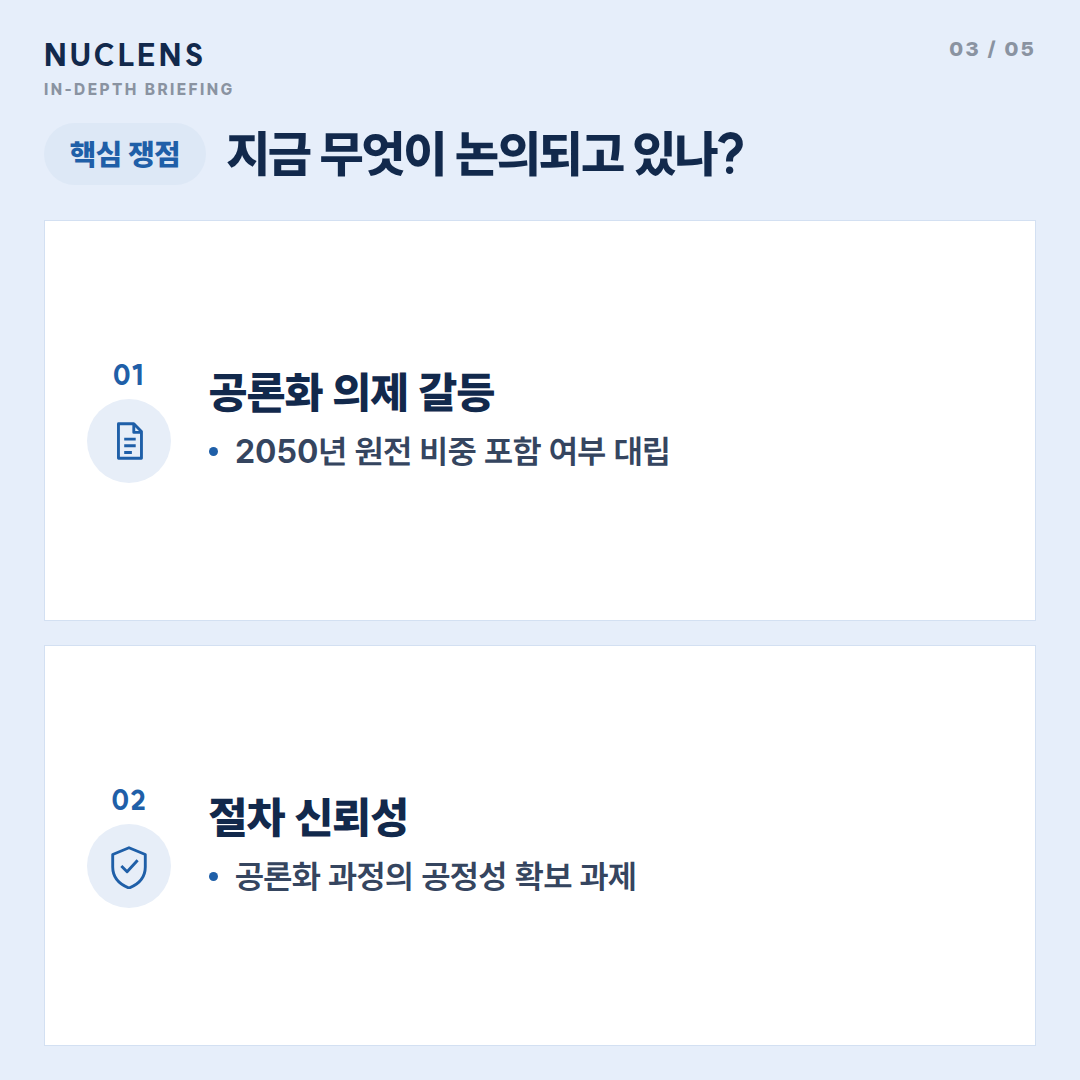 NUCLENS
03 / 05
IN-DEPTH BRIEFING
핵심 쟁점
지금 무엇이 논의되고 있나?
01
공론화 의제 갈등
• 2050년 원전 비중 포함 여부 대립
02
절차 신뢰성
• 공론화 과정의 공정성 확보 과제